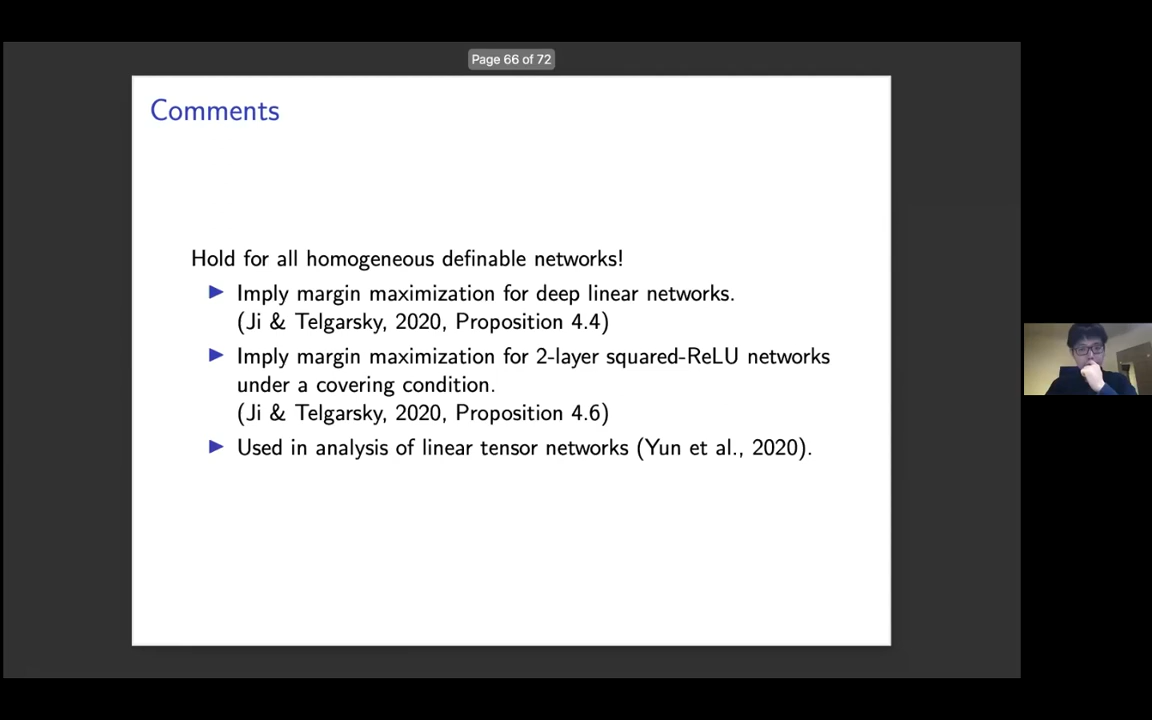 Page 66 of 72
Comments
Hold for all homogeneous definable networks!
▶ Imply margin maximization for deep linear networks.
(Ji & Telgarsky, 2020, Proposition 4.4)
▶ Imply margin maximization for 2-layer squared-ReLU networks
under a covering condition.
(Ji & Telgarsky, 2020, Proposition 4.6)
▶ Used in analysis of linear tensor networks (Yun et al., 2020).